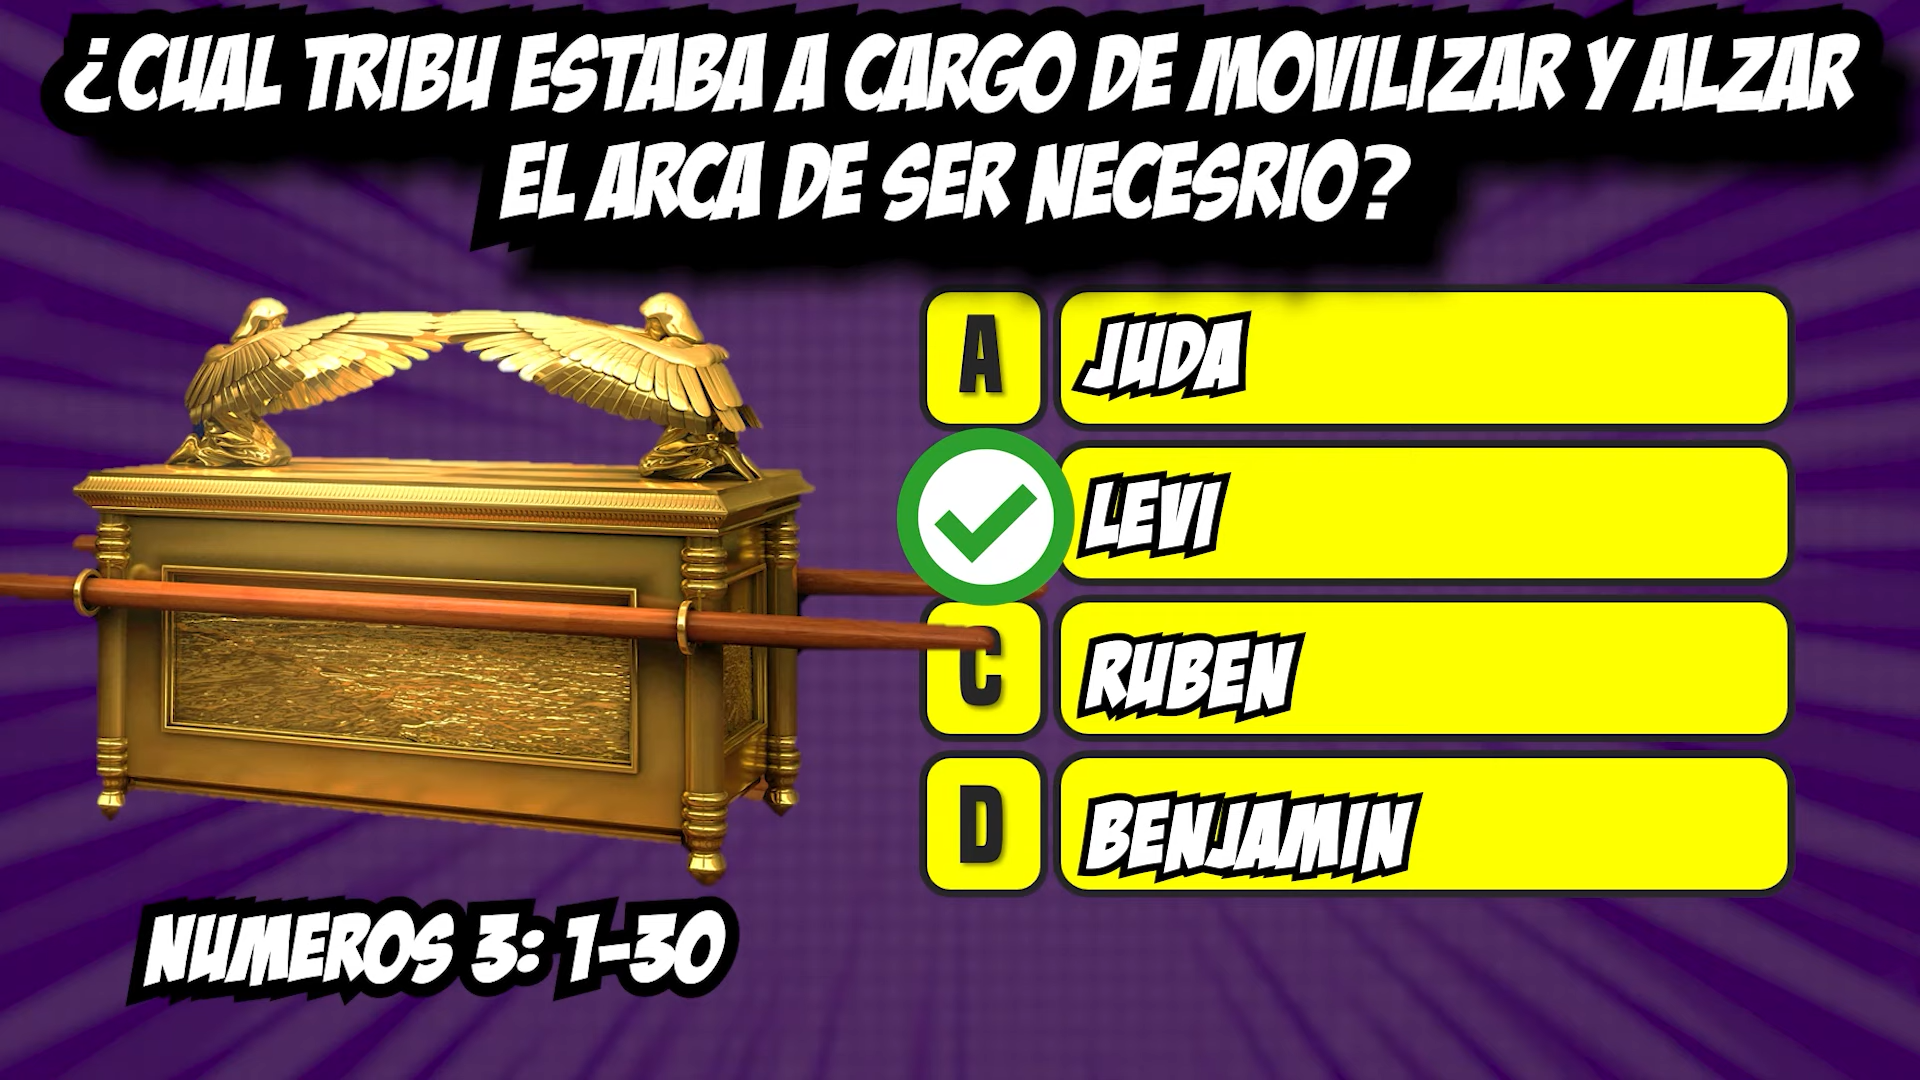 ¿CUAL TRIBU ESTABA A CARGO DE MOVILIZAR Y ALZAR
EL ARCA DE SER NECESRIO?
A JUDA
LEVI
C RUBEN
D BENJAMIN
NUMEROS 3: 1-30